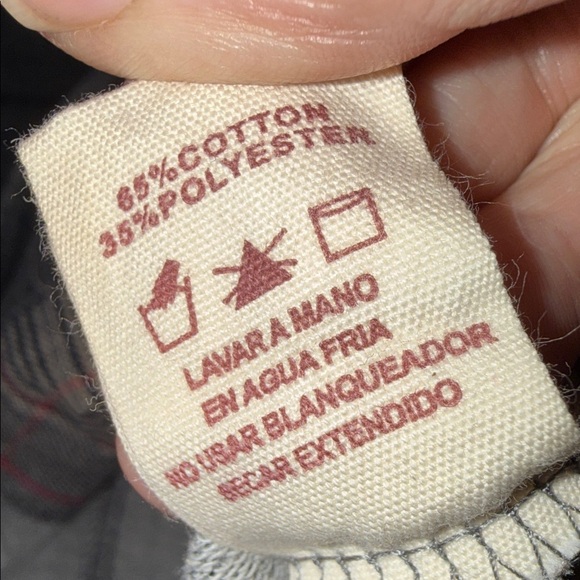 65%COTTON
35%POLYESTER
LAVAR A MANO
EN AGUA FRIA
NO USAR BLANQUEADOR
SECAR EXTENDIDO